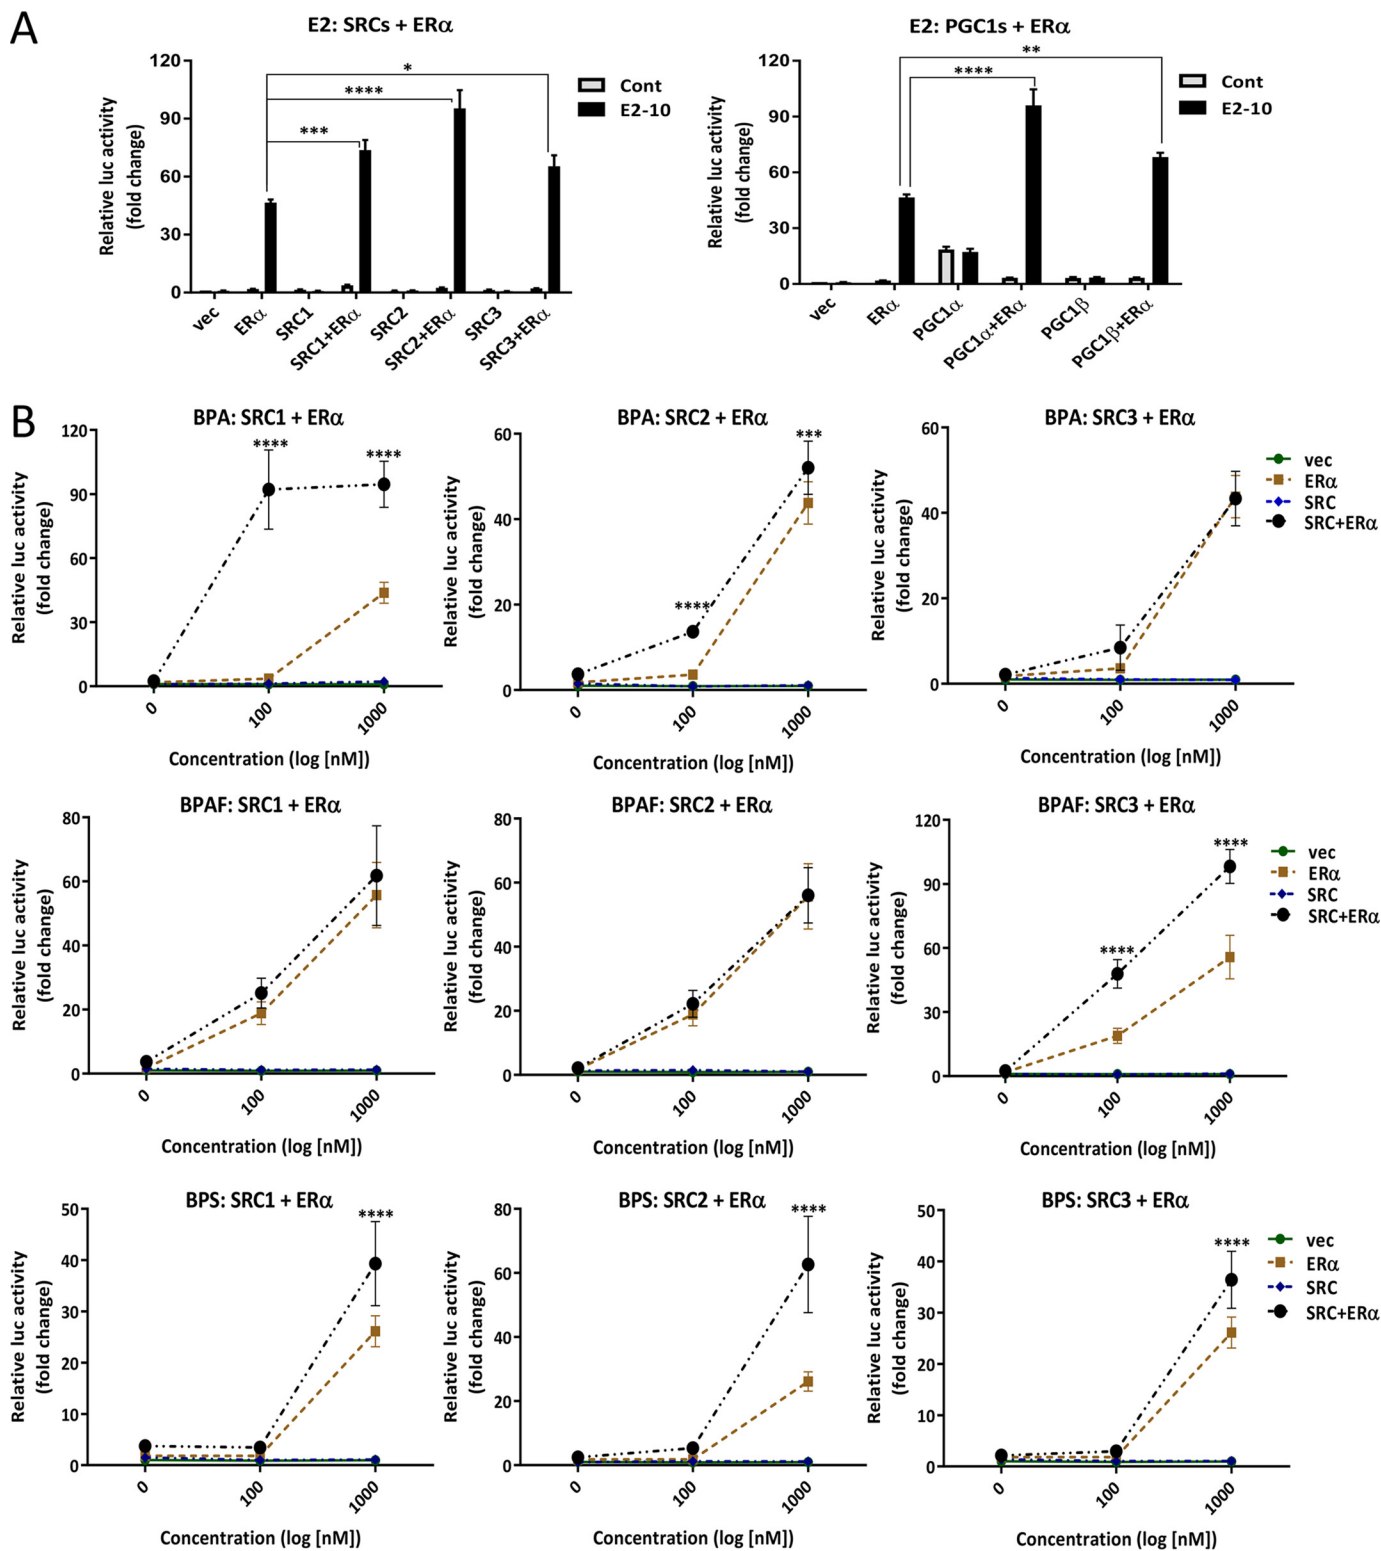 A
E2: SRCs + ERα
Relative luc activity
(fold change)
120
90
60
30
0
*
****
***
Cont
E2-10
vec
ERα
SRC1
SRC1+ERα
SRC2
SRC2+ERα
SRC3
SRC3+ERα
E2: PGC1s + ERα
Relative luc activity
(fold change)
120
90
60
30
0
**
****
Cont
E2-10
vec
ERα
PGC1α
PGC1α+ERα
PGC1β
PGC1β+ERα
B
BPA: SRC1 + ERα
Relative luc activity
(fold change)
120
90
60
30
0
****
****
0
100
1000
Concentration (log [nM])
BPA: SRC2 + ERα
Relative luc activity
(fold change)
60
40
20
0
****
***
0
100
1000
Concentration (log [nM])
BPA: SRC3 + ERα
Relative luc activity
(fold change)
60
40
20
0
0
100
1000
Concentration (log [nM])
vec
ERα
SRC
SRC+ERα
BPAF: SRC1 + ERα
Relative luc activity
(fold change)
80
60
40
20
0
0
100
1000
Concentration (log [nM])
BPAF: SRC2 + ERα
Relative luc activity
(fold change)
80
60
40
20
0
0
100
1000
Concentration (log [nM])
BPAF: SRC3 + ERα
Relative luc activity
(fold change)
120
90
60
30
0
****
****
0
100
1000
Concentration (log [nM])
vec
ERα
SRC
SRC+ERα
BPS: SRC1 + ERα
Relative luc activity
(fold change)
50
40
30
20
10
0
****
0
100
1000
Concentration (log [nM])
BPS: SRC2 + ERα
Relative luc activity
(fold change)
80
60
40
20
0
****
0
100
1000
Concentration (log [nM])
BPS: SRC3 + ERα
Relative luc activity
(fold change)
50
40
30
20
10
0
****
0
100
1000
Concentration (log [nM])
vec
ERα
SRC
SRC+ERα